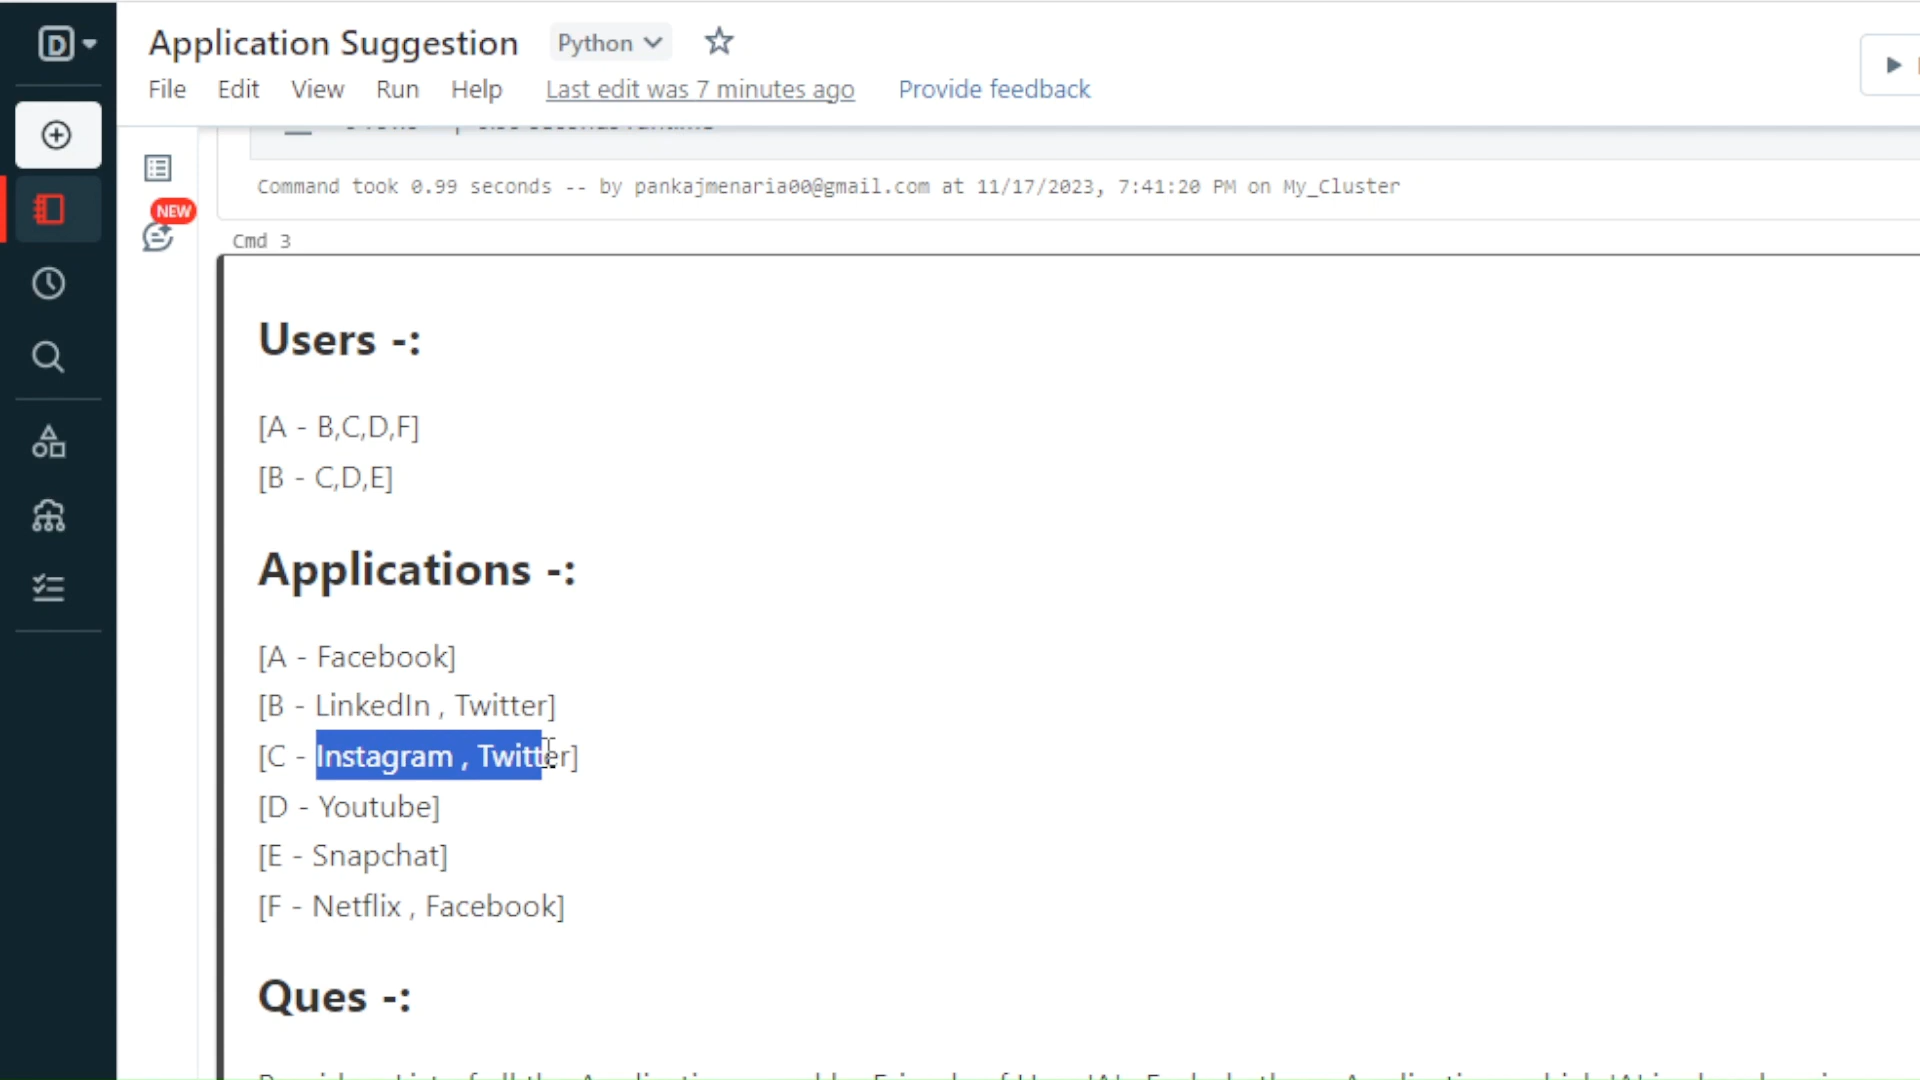 Application Suggestion Python
File Edit View Run Help Last edit was 7 minutes ago Provide feedback
Command took 0.99 seconds -- by pankajmenaria00@gmail.com at 11/17/2023, 7:41:20 PM on My_Cluster
NEW
Cmd 3
Users -:
[A - B,C,D,F]
[B - C,D,E]
Applications -:
[A - Facebook]
[B - LinkedIn , Twitter]
[C - Instagram , Twitter]
[D - Youtube]
[E - Snapchat]
[F - Netflix , Facebook]
Ques -: